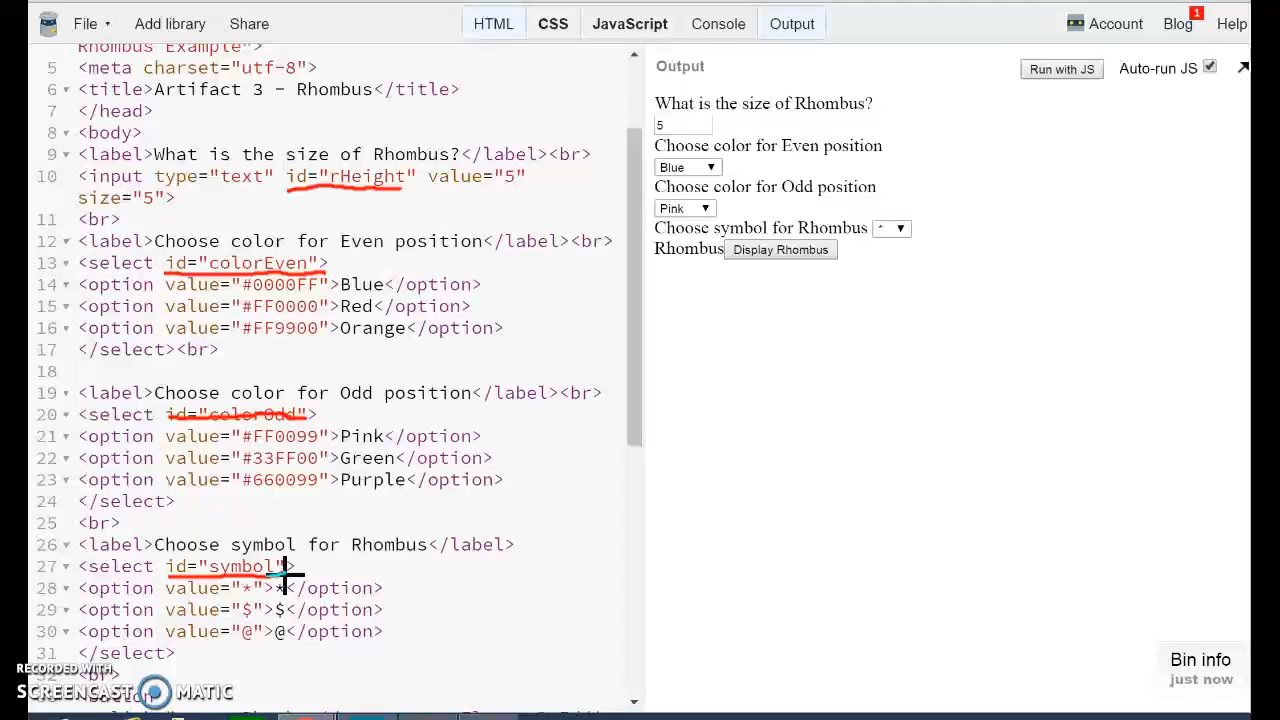 File ▾ Add library Share HTML CSS JavaScript Console Output Account Blog 1 Help
Rhombus Example">
5 <meta charset="utf-8">
6 <title>Artifact 3 - Rhombus</title>
7 </head>
8 <body>
9 <label>What is the size of Rhombus?</label><br>
10 <input type="text" id="rHeight" value="5"
size="5">
11 <br>
12 <label>Choose color for Even position</label><br>
13 <select id="colorEven">
14 <option value="#0000FF">Blue</option>
15 <option value="#FF0000">Red</option>
16 <option value="#FF9900">Orange</option>
17 </select><br>
18
19 <label>Choose color for Odd position</label><br>
20 <select id="colorOdd">
21 <option value="#FF0099">Pink</option>
22 <option value="#33FF00">Green</option>
23 <option value="#660099">Purple</option>
24 </select>
25 <br>
26 <label>Choose symbol for Rhombus</label>
27 <select id="symbol">
28 <option value="*">*</option>
29 <option value="$">$</option>
30 <option value="@">@</option>
31 </select>
Output Run with JS Auto-run JS
What is the size of Rhombus?
5
Choose color for Even position
Blue
Choose color for Odd position
Pink
Choose symbol for Rhombus *
Rhombus Display Rhombus
Bin info
just now
RECORDED WITH
SCREENCAST MATIC